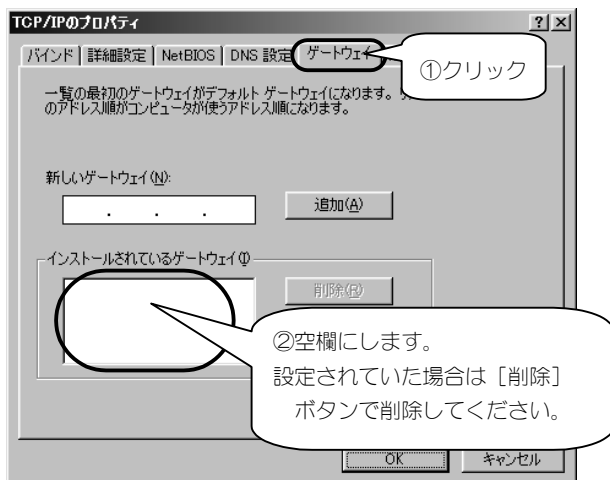 TCP/IPのプロパティ
バインド 詳細設定 NetBIOS DNS 設定 ゲートウェイ
①クリック
一覧の最初のゲートウェイがデフォルト ゲートウェイになります。
のアドレス順がコンピュータが使うアドレス順になります。
新しいゲートウェイ(N):
. . .
追加(A)
インストールされているゲートウェイ(I)
削除(R)
②空欄にします。
設定されていた場合は［削除］
ボタンで削除してください。
OK キャンセル